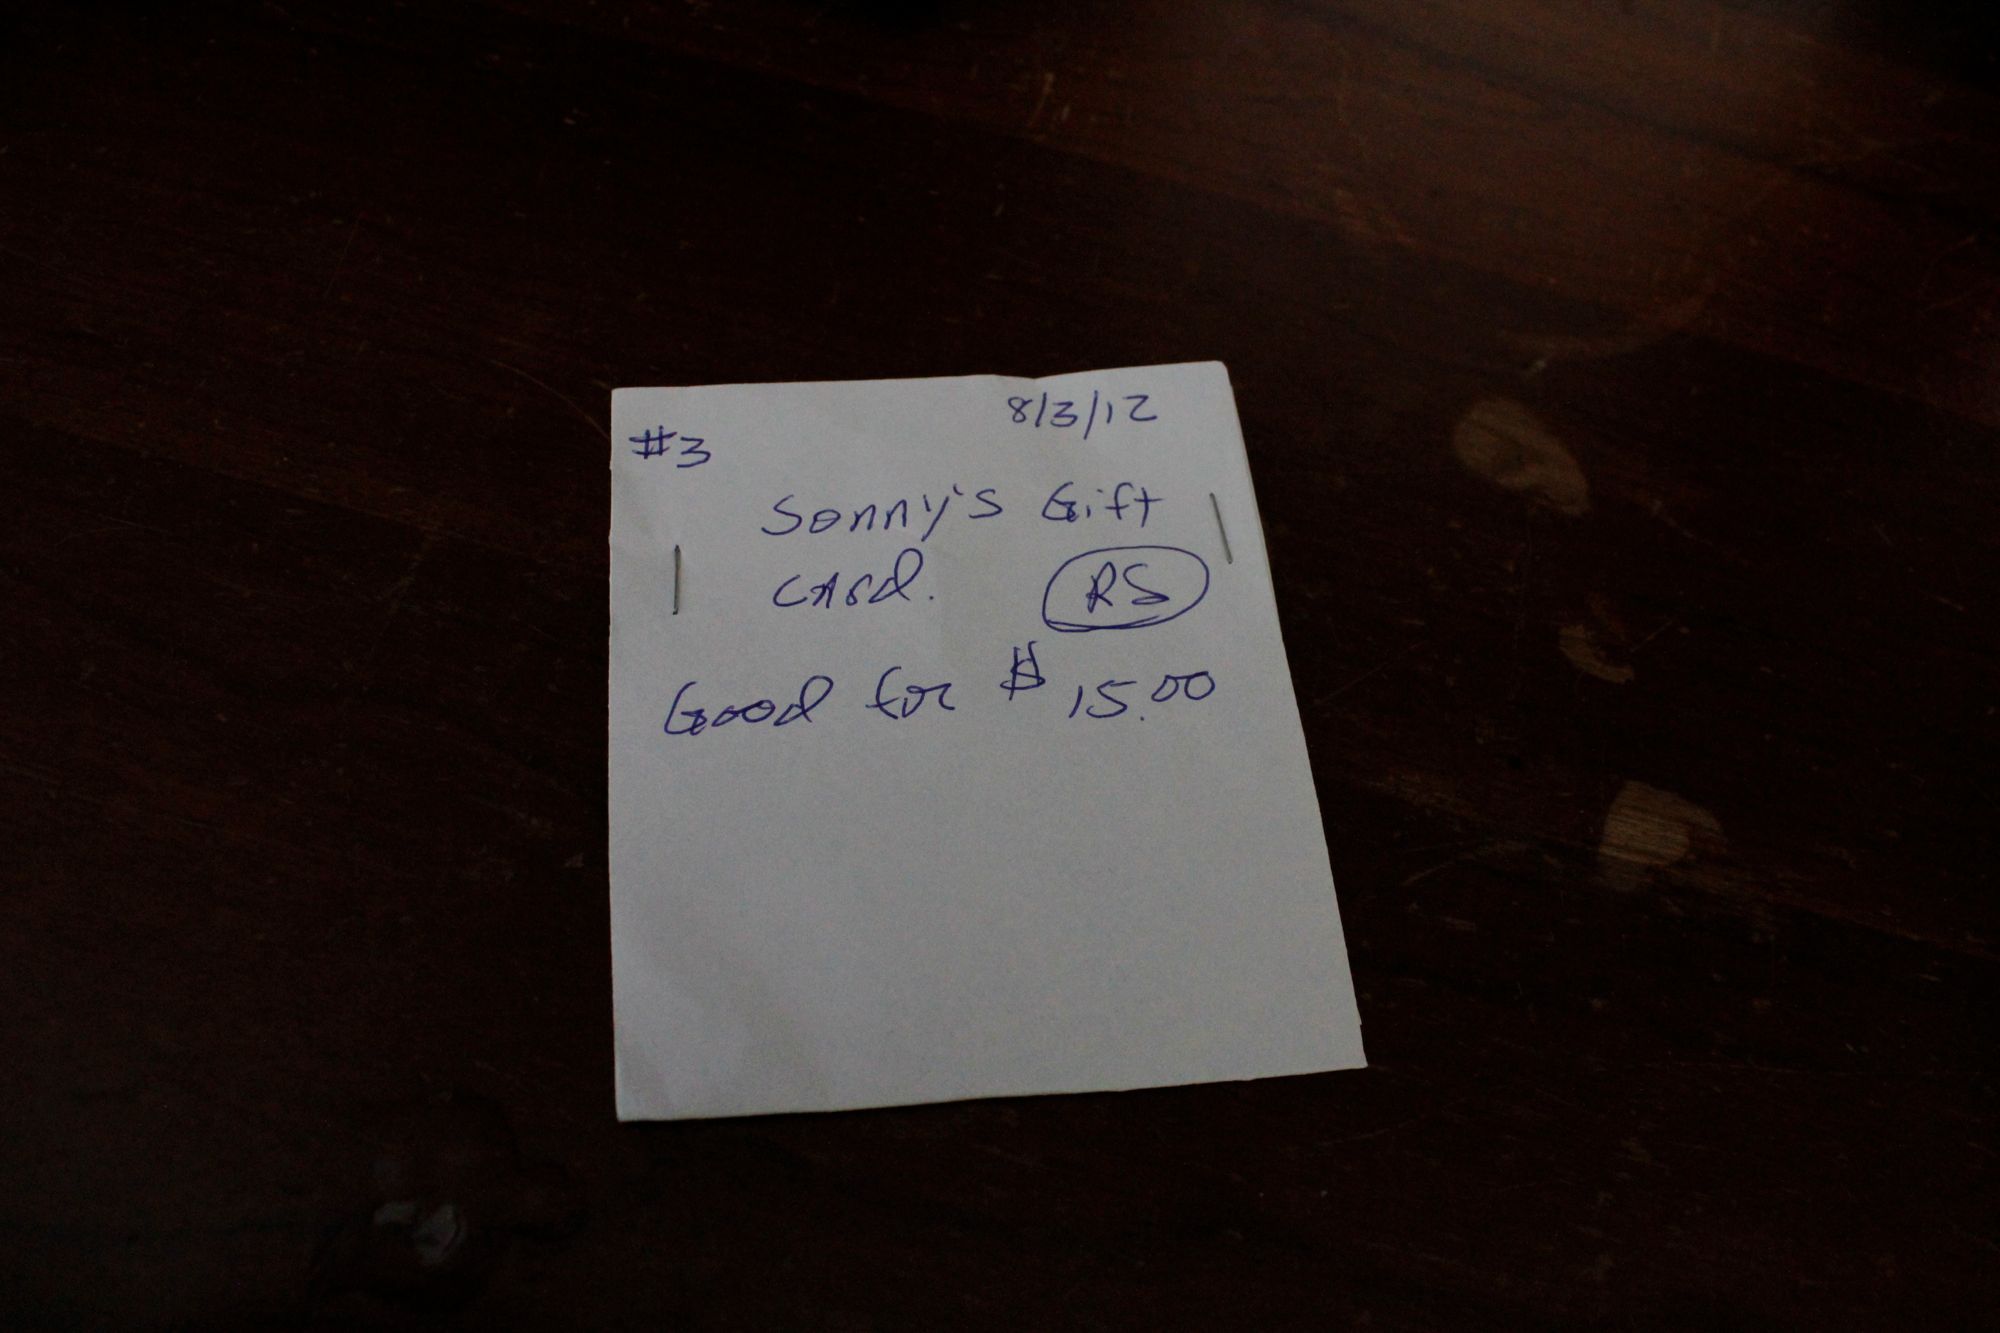 8/3/12
#3
Sonny's Gift
Card. RS
Good for $ 15.00